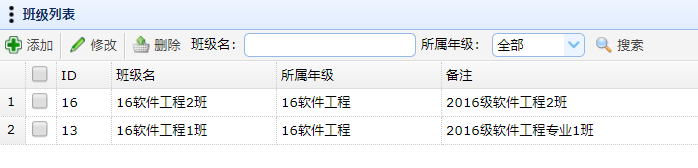 班级列表
添加 修改 删除 班级名： 所属年级： 全部 搜索
ID 班级名 所属年级 备注
1 16 16软件工程2班 16软件工程 2016级软件工程2班
2 13 16软件工程1班 16软件工程 2016级软件工程专业1班